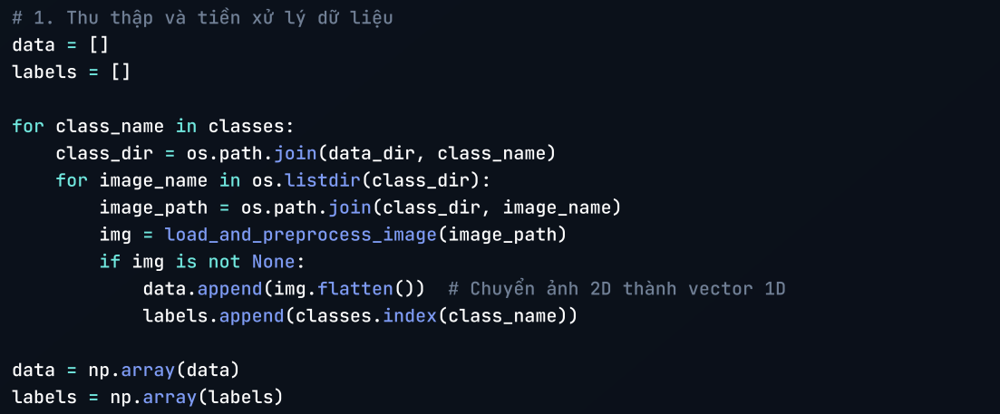 # 1. Thu thập và tiền xử lý dữ liệu
data = []
labels = []

for class_name in classes:
    class_dir = os.path.join(data_dir, class_name)
    for image_name in os.listdir(class_dir):
        image_path = os.path.join(class_dir, image_name)
        img = load_and_preprocess_image(image_path)
        if img is not None:
            data.append(img.flatten())  # Chuyển ảnh 2D thành vector 1D
            labels.append(classes.index(class_name))

data = np.array(data)
labels = np.array(labels)